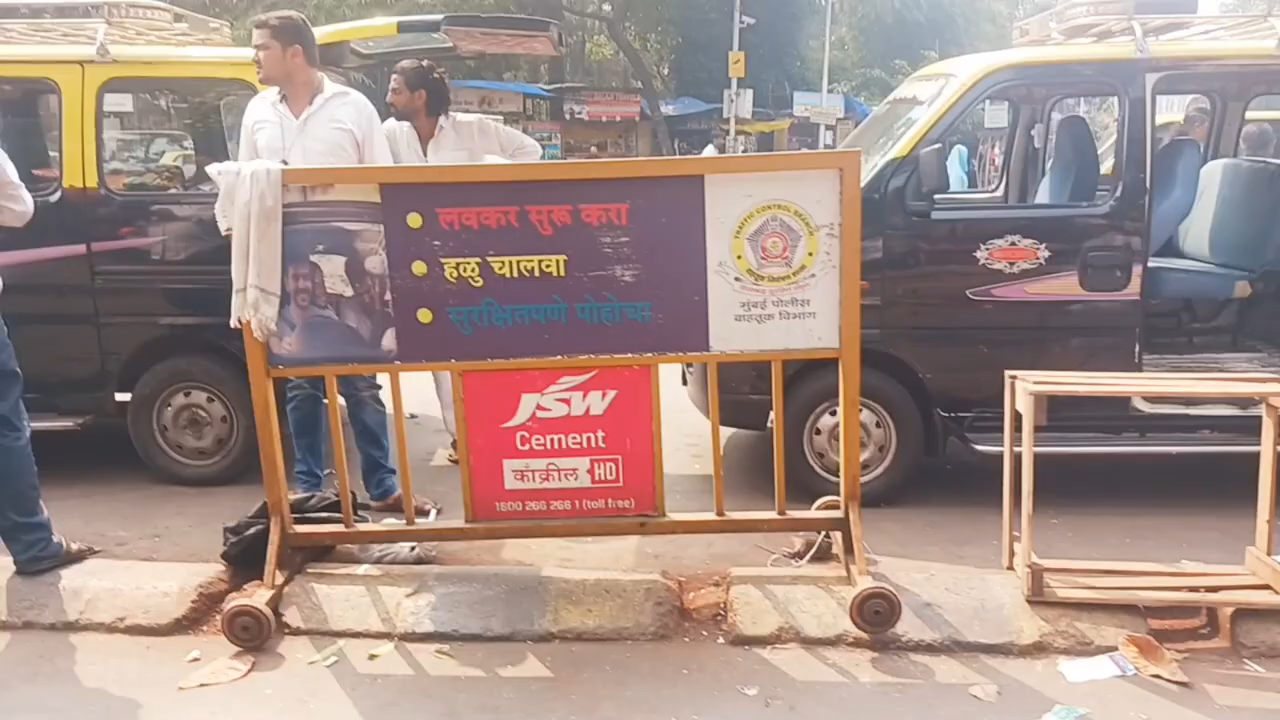 लवकर सुरू करा
हळु चालवा
सुरक्षितपणे पोहोचा
TRAFFIC CONTROL BRANCH
मुंबई पोलीस
वाहतूक विभाग
JSW
Cement
काँक्रील HD
1800 266 266 1 (toll free)